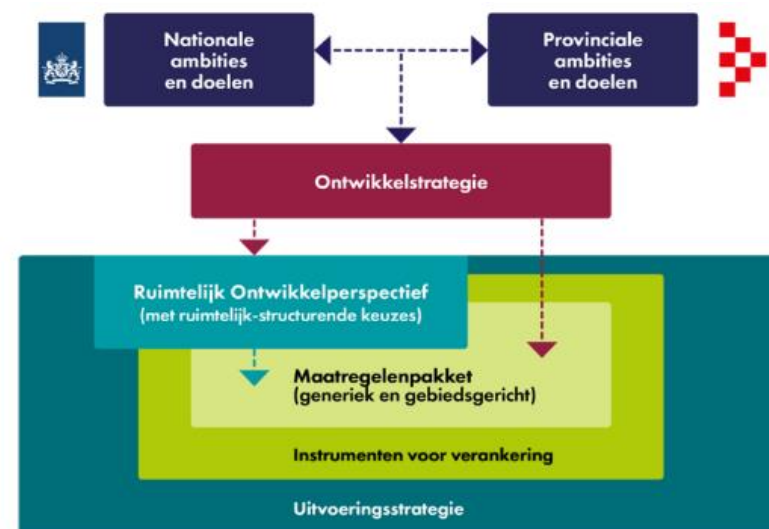 Nationale
ambities
en doelen
Provinciale
ambities
en doelen
Ontwikkelstrategie
Ruimtelijk Ontwikkelperspectief
(met ruimtelijk-structurende keuzes)
Maatregelenpakket
(generiek en gebiedsgericht)
Instrumenten voor verankering
Uitvoeringsstrategie